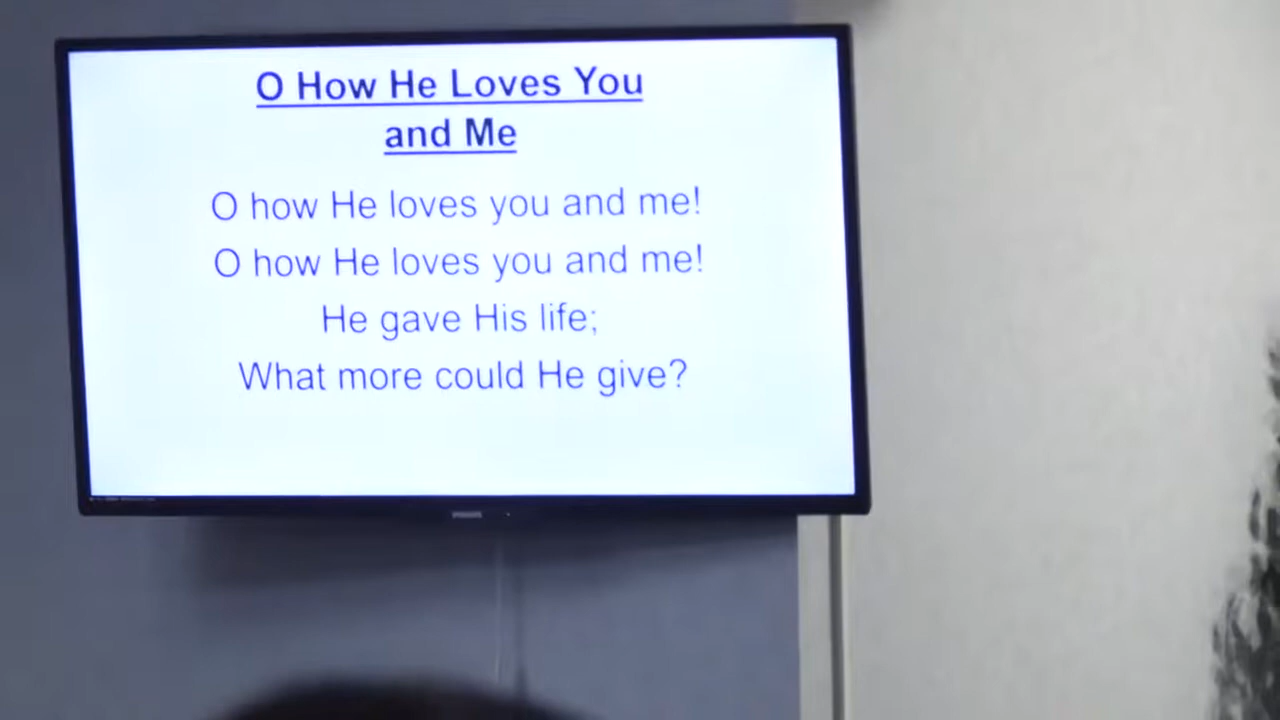 O How He Loves You
and Me
O how He loves you and me!
O how He loves you and me!
He gave His life;
What more could He give?